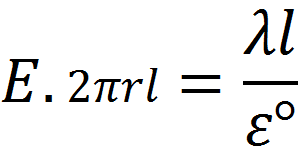 E . 2πrl = λl / ε°